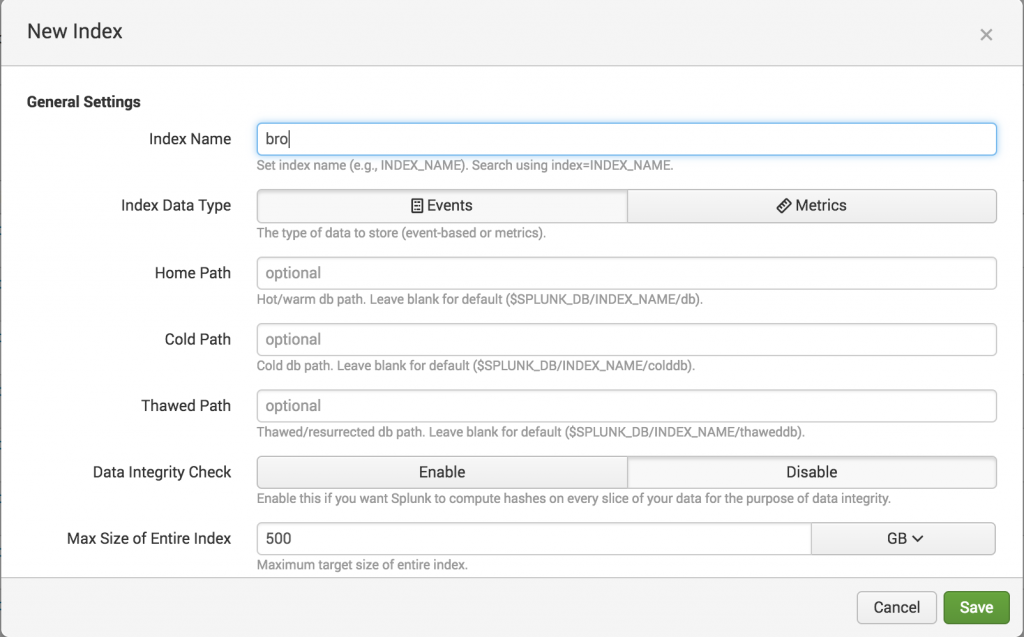 New Index
×
General Settings
Index Name
bro
Set index name (e.g., INDEX_NAME). Search using index=INDEX_NAME.
Index Data Type
Events
Metrics
The type of data to store (event-based or metrics).
Home Path
optional
Hot/warm db path. Leave blank for default ($SPLUNK_DB/INDEX_NAME/db).
Cold Path
optional
Cold db path. Leave blank for default ($SPLUNK_DB/INDEX_NAME/colddb).
Thawed Path
optional
Thawed/resurrected db path. Leave blank for default ($SPLUNK_DB/INDEX_NAME/thaweddb).
Data Integrity Check
Enable
Disable
Enable this if you want Splunk to compute hashes on every slice of your data for the purpose of data integrity.
Max Size of Entire Index
500
GB
Maximum target size of entire index.
Cancel
Save